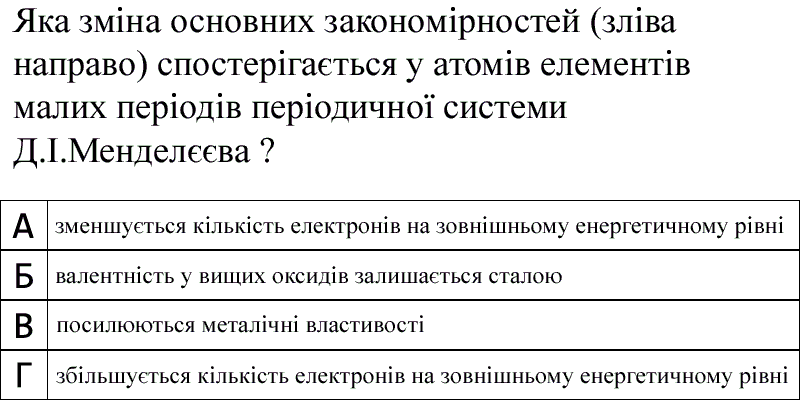 Яка зміна основних закономірностей (зліва
направо) спостерігається у атомів елементів
малих періодів періодичної системи
Д.І.Менделєєва ?
А зменшується кількість електронів на зовнішньому енергетичному рівні
Б валентність у вищих оксидів залишається сталою
В посилюються металічні властивості
Г збільшується кількість електронів на зовнішньому енергетичному рівні